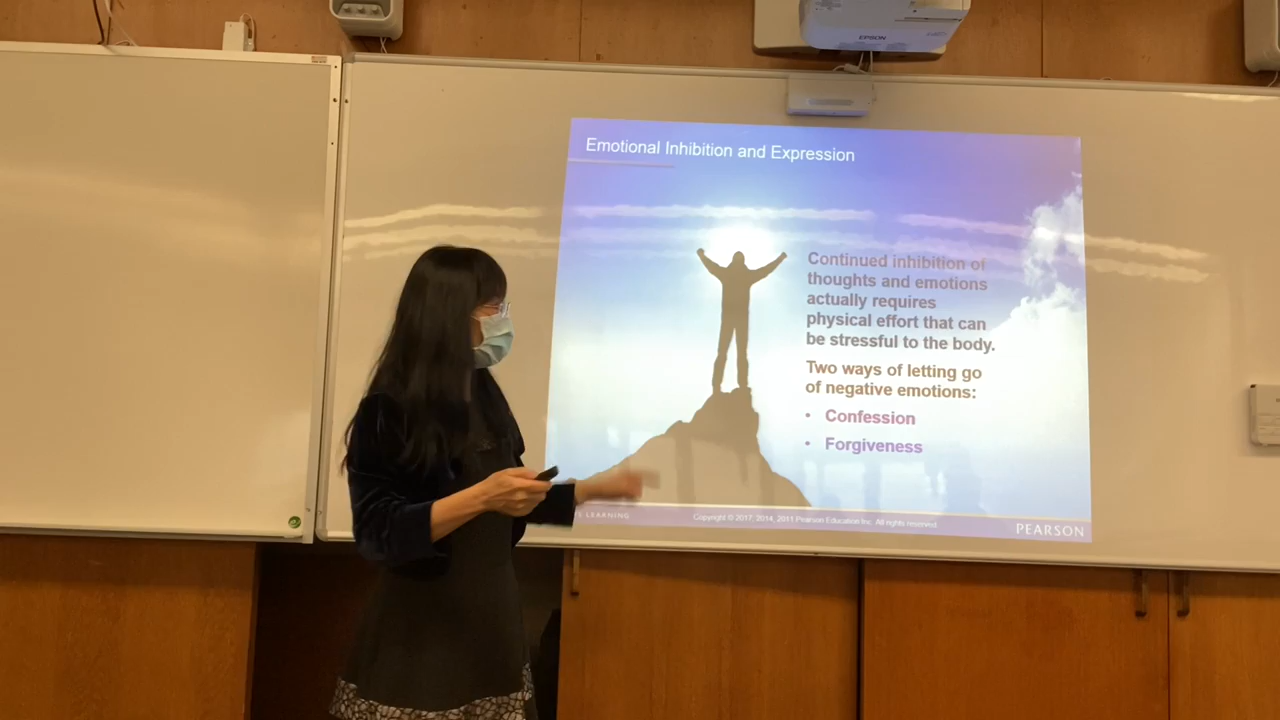 EPSON
Emotional Inhibition and Expression
Continued inhibition of
thoughts and emotions
actually requires
physical effort that can
be stressful to the body.
Two ways of letting go
of negative emotions:
• Confession
• Forgiveness
LEARNING
Copyright © 2017, 2014, 2011 Pearson Education Inc. All rights reserved.
PEARSON